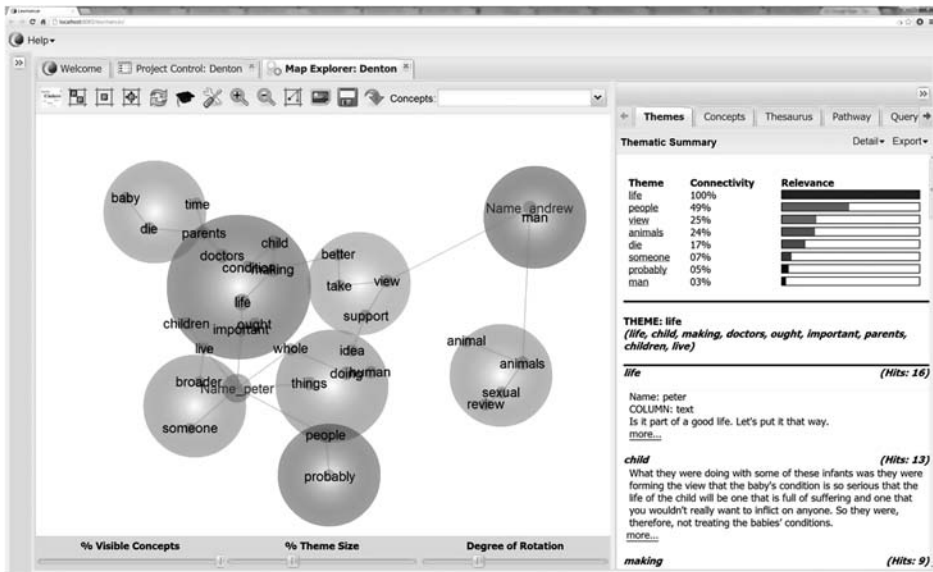 localhost
Help
Welcome
Project Control: Denton
Map Explorer: Denton
Concepts:
baby
time
die
parents
doctors
child
condition
making
life
children
ought
important
live
broader
Name_peter
someone
better
take
view
support
whole
idea
doing
human
things
people
probably
Name_andrew
man
animal
animals
sexual
review
% Visible Concepts
% Theme Size
Degree of Rotation
Themes
Concepts
Thesaurus
Pathway
Query
Thematic Summary
Detail
Export
Theme Connectivity Relevance
life 100%
people 49%
view 25%
animals 24%
die 17%
someone 07%
probably 05%
man 03%
THEME: life
(life, child, making, doctors, ought, important, parents,
children, live)
life (Hits: 16)
Name: peter
COLUMN: text
Is it part of a good life. Let's put it that way.
more...
child (Hits: 13)
What they were doing with some of these infants was they were
forming the view that the baby's condition is so serious that the
life of the child will be one that is full of suffering and one that
you wouldn't really want to inflict on anyone. So they were,
therefore, not treating the babies' conditions.
more...
making (Hits: 9)